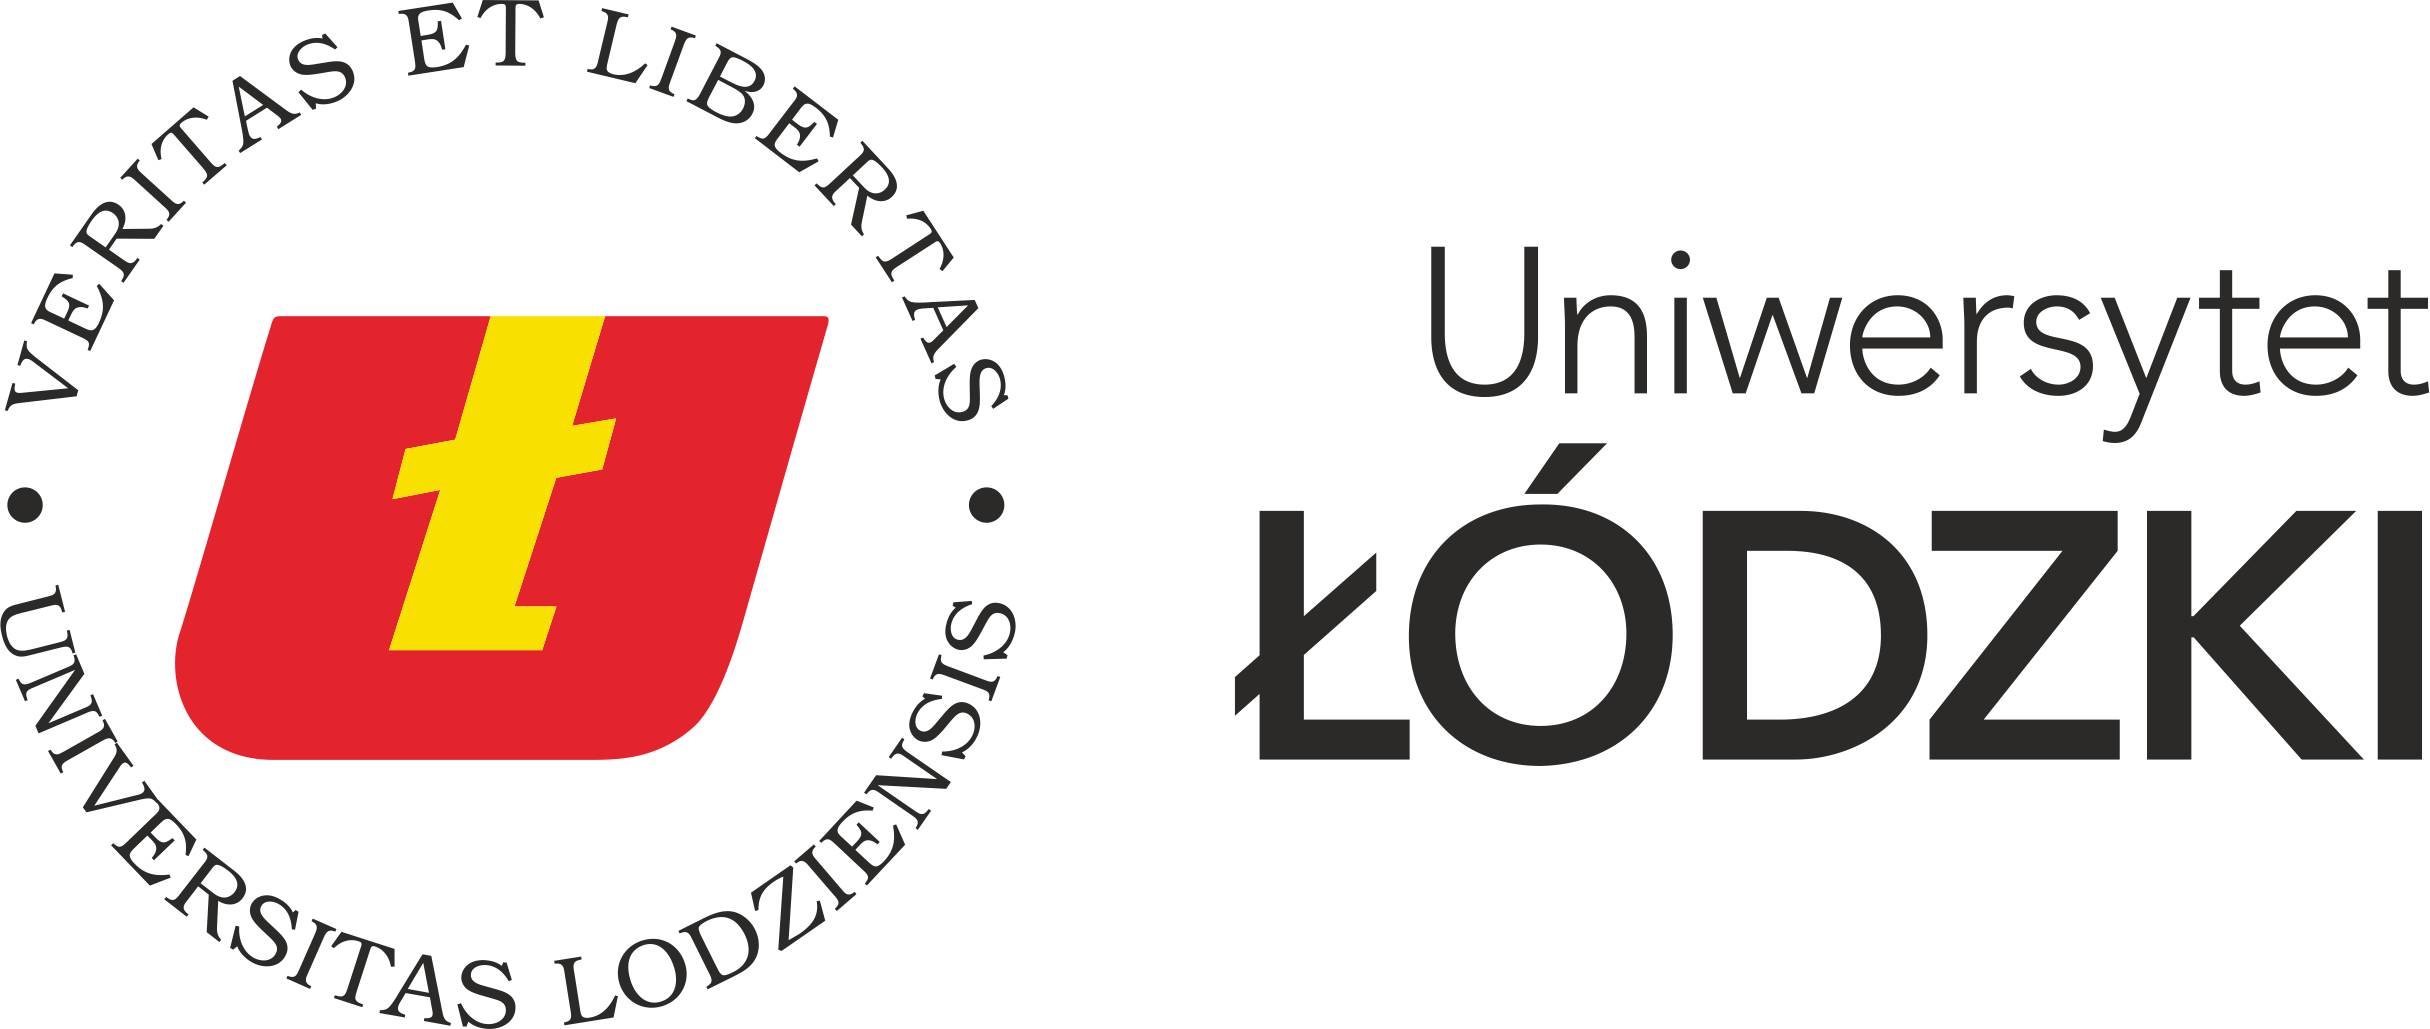 VERITAS ET LIBERTAS
UNIVERSITAS LODZIENSIS
Uniwersytet
ŁÓDZKI